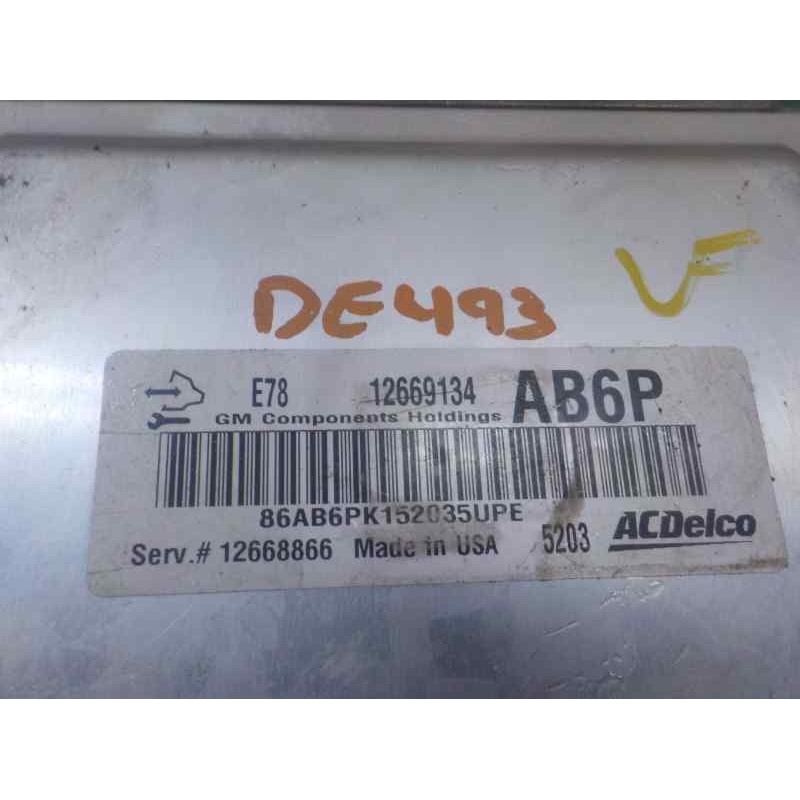 DE493
VF
E78 12669134 AB6P
GM Components Holdings
86AB6PK152035UPE
Serv.# 12668866 Made in USA 5203 ACDelco